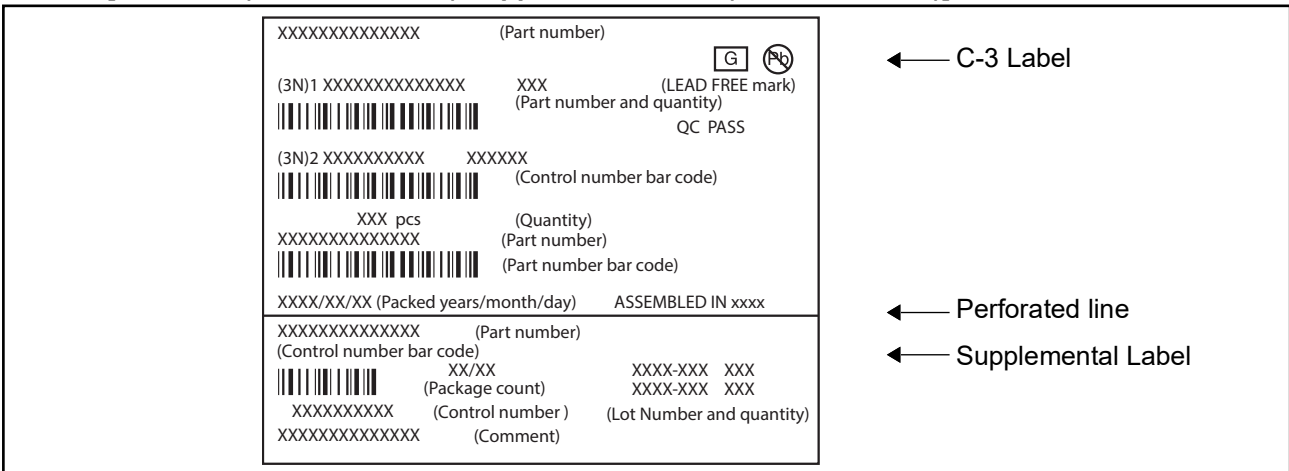 XXXXXXXXXXXXXX (Part number)
G Pb
C-3 Label
(3N)1 XXXXXXXXXXXXXX XXX (LEAD FREE mark)
(Part number and quantity)
QC PASS
(3N)2 XXXXXXXXXX XXXXXX
(Control number bar code)
XXX pcs (Quantity)
XXXXXXXXXXXXXX (Part number)
(Part number bar code)
XXXX/XX/XX (Packed years/month/day) ASSEMBLED IN xxxx
Perforated line
XXXXXXXXXXXXXX (Part number)
(Control number bar code)
Supplemental Label
XX/XX XXXX-XXX XXX
(Package count) XXXX-XXX XXX
XXXXXXXXXX (Control number ) (Lot Number and quantity)
XXXXXXXXXXXXXX (Comment)